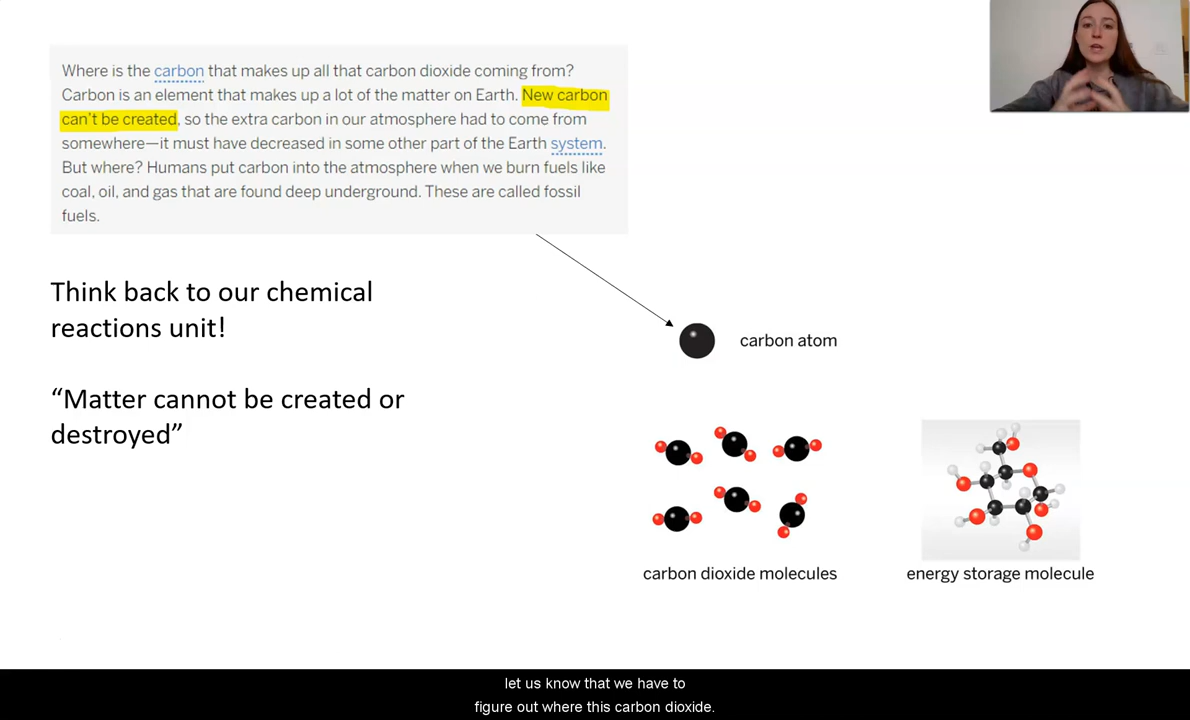 Where is the carbon that makes up all that carbon dioxide coming from?
Carbon is an element that makes up a lot of the matter on Earth. New carbon
can't be created, so the extra carbon in our atmosphere had to come from
somewhere—it must have decreased in some other part of the Earth system.
But where? Humans put carbon into the atmosphere when we burn fuels like
coal, oil, and gas that are found deep underground. These are called fossil
fuels.
Think back to our chemical
reactions unit!
“Matter cannot be created or
destroyed”
carbon atom
carbon dioxide molecules
energy storage molecule
let us know that we have to
figure out where this carbon dioxide.